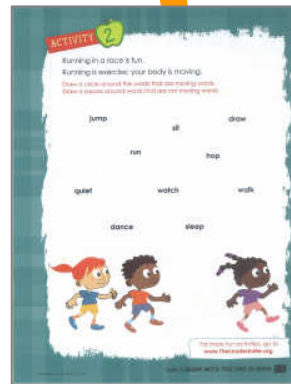 ACTIVITY 2
Running in a race is fun.
Running is exercise; your body is moving.
Draw a circle around five words that are moving words.
Draw a square around words that are not moving words.
jump
sit
draw
run
hop
quiet
watch
walk
dance
sleep
For more fun activities, go to